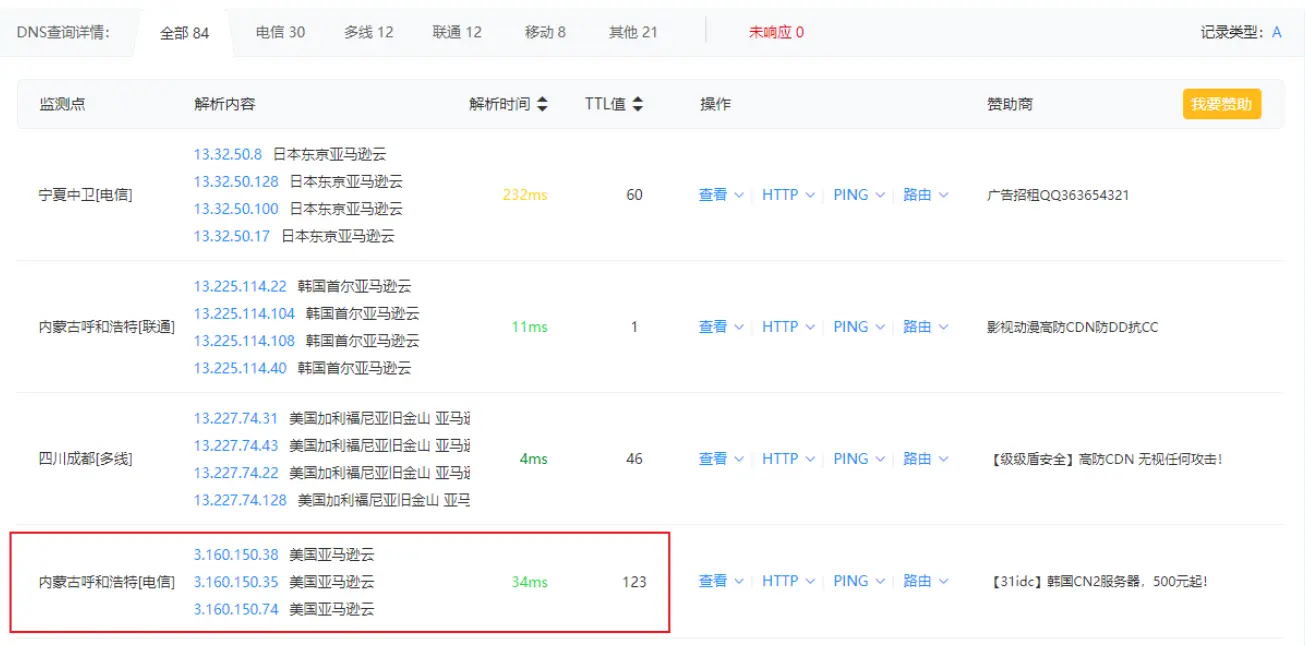 DNS查询详情: 全部 84 电信 30 多线 12 联通 12 移动 8 其他 21 未响应 0 记录类型: A
监测点 解析内容 解析时间 TTL值 操作 赞助商 我要赞助
13.32.50.8 日本东京亚马逊云
13.32.50.128 日本东京亚马逊云
宁夏中卫[电信] 232ms 60 查看 HTTP PING 路由 广告招租QQ363654321
13.32.50.100 日本东京亚马逊云
13.32.50.17 日本东京亚马逊云
13.225.114.22 韩国首尔亚马逊云
13.225.114.104 韩国首尔亚马逊云
内蒙古呼和浩特[联通] 11ms 1 查看 HTTP PING 路由 影视动漫高防CDN防DD抗CC
13.225.114.108 韩国首尔亚马逊云
13.225.114.40 韩国首尔亚马逊云
13.227.74.31 美国加利福尼亚旧金山 亚马
13.227.74.43 美国加利福尼亚旧金山 亚马
四川成都[多线] 4ms 46 查看 HTTP PING 路由 【级级盾安全】高防CDN 无视任何攻击!
13.227.74.22 美国加利福尼亚旧金山 亚马
13.227.74.128 美国加利福尼亚旧金山 亚马
3.160.150.38 美国亚马逊云
内蒙古呼和浩特[电信] 3.160.150.35 美国亚马逊云 34ms 123 查看 HTTP PING 路由 【31idc】韩国CN2服务器，500元起!
3.160.150.74 美国亚马逊云